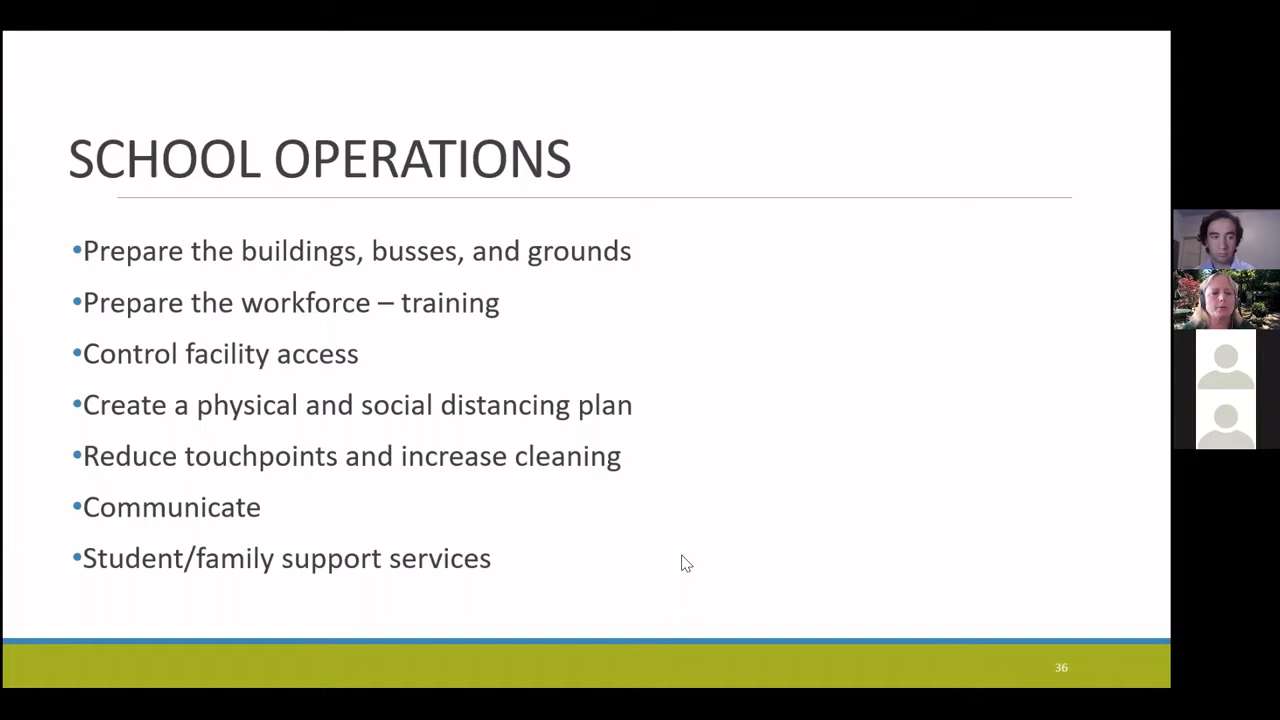 SCHOOL OPERATIONS
•Prepare the buildings, busses, and grounds
•Prepare the workforce – training
•Control facility access
•Create a physical and social distancing plan
•Reduce touchpoints and increase cleaning
•Communicate
•Student/family support services
36